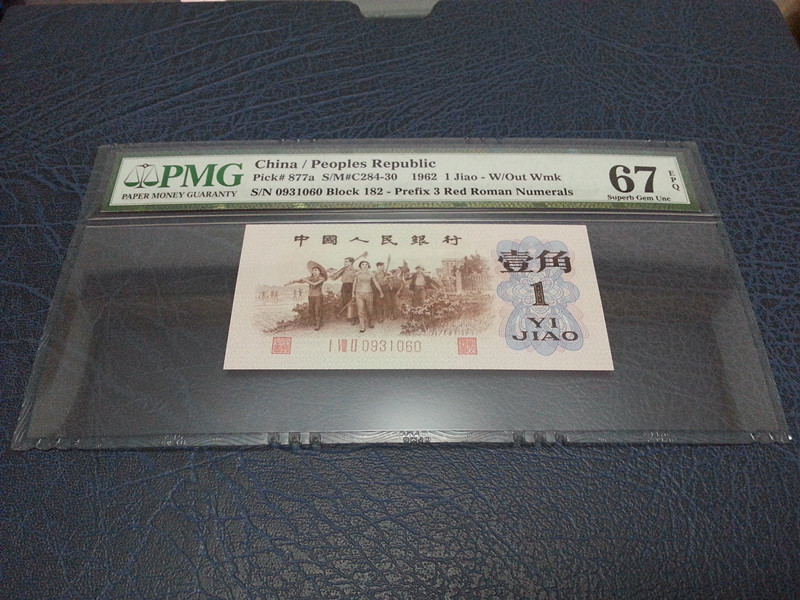 PMG
PAPER MONEY GUARANTY
China / Peoples Republic
Pick# 877a S/M#C284-30 1962 1 Jiao - W/Out Wmk
S/N 0931060 Block 182 - Prefix 3 Red Roman Numerals
67 EPQ
Superb Gem Unc
中國人民銀行
壹角
1
YI
JIAO
I VIII II 0931060